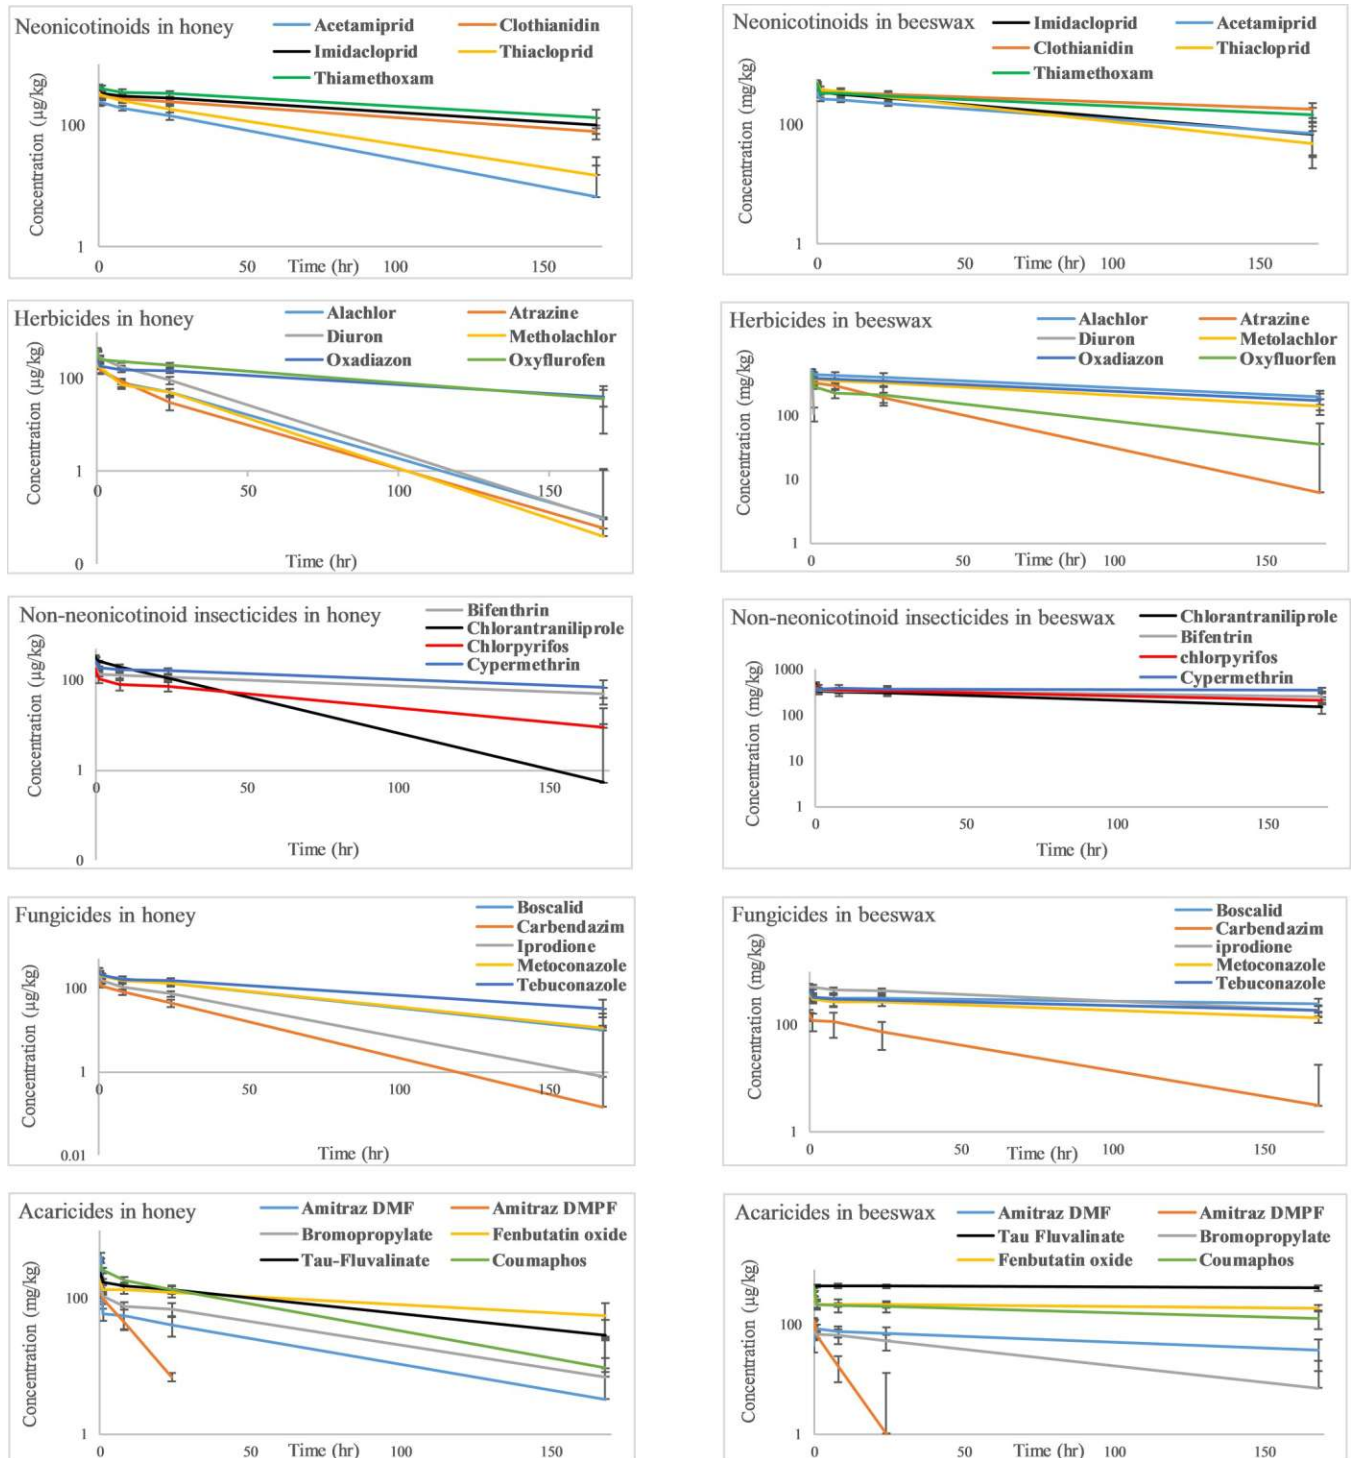 Neonicotinoids in honey
Acetamiprid Clothianidin
Imidacloprid Thiacloprid
Thiamethoxam
Concentration (µg/kg)
100
1
0 50 Time (hr) 100 150
Neonicotinoids in beeswax
Imidacloprid Acetamiprid
Clothianidin Thiacloprid
Thiamethoxam
Concentration (mg/kg)
100
1
0 50 Time (hr) 100 150
Herbicides in honey
Alachlor Atrazine
Diuron Metholachlor
Oxadiazon Oxyflurofen
Concentration (µg/kg)
100
1
0 50 100 150
0
Time (hr)
Herbicides in beeswax
Alachlor Atrazine
Diuron Metolachlor
Oxadiazon Oxyfluorfen
Concentration (mg/kg)
100
10
1
0 50 Time (hr) 100 150
Non-neonicotinoid insecticides in honey
Bifenthrin
Chlorantraniliprole
Chlorpyrifos
Cypermethrin
Concentration (µg/kg)
100
1
0 50 100 150
0
Time (hr)
Non-neonicotinoid insecticides in beeswax
Chlorantraniliprole
Bifentrin
chlorpyrifos
Cypermethrin
Concentration (mg/kg)
1000
100
10
1
0 50 100 150
Time (hr)
Fungicides in honey
Boscalid
Carbendazim
Iprodione
Metoconazole
Tebuconazole
Concentration (µg/kg)
100
1
0 50 100 150
0.01
Time (hr)
Fungicides in beeswax
Boscalid
Carbendazim
iprodione
Metoconazole
Tebuconazole
Concentration (mg/kg)
100
1
0 50 Time (hr) 100 150
Acaricides in honey
Amitraz DMF Amitraz DMPF
Bromopropylate Fenbutatin oxide
Tau-Fluvalinate Coumaphos
Concentration (mg/kg)
100
1
0 50 Time (hr) 100 150
Acaricides in beeswax
Amitraz DMF Amitraz DMPF
Tau Fluvalinate Bromopropylate
Fenbutatin oxide Coumaphos
Concentration (µg/kg)
100
1
0 50 Time (hr) 100 150